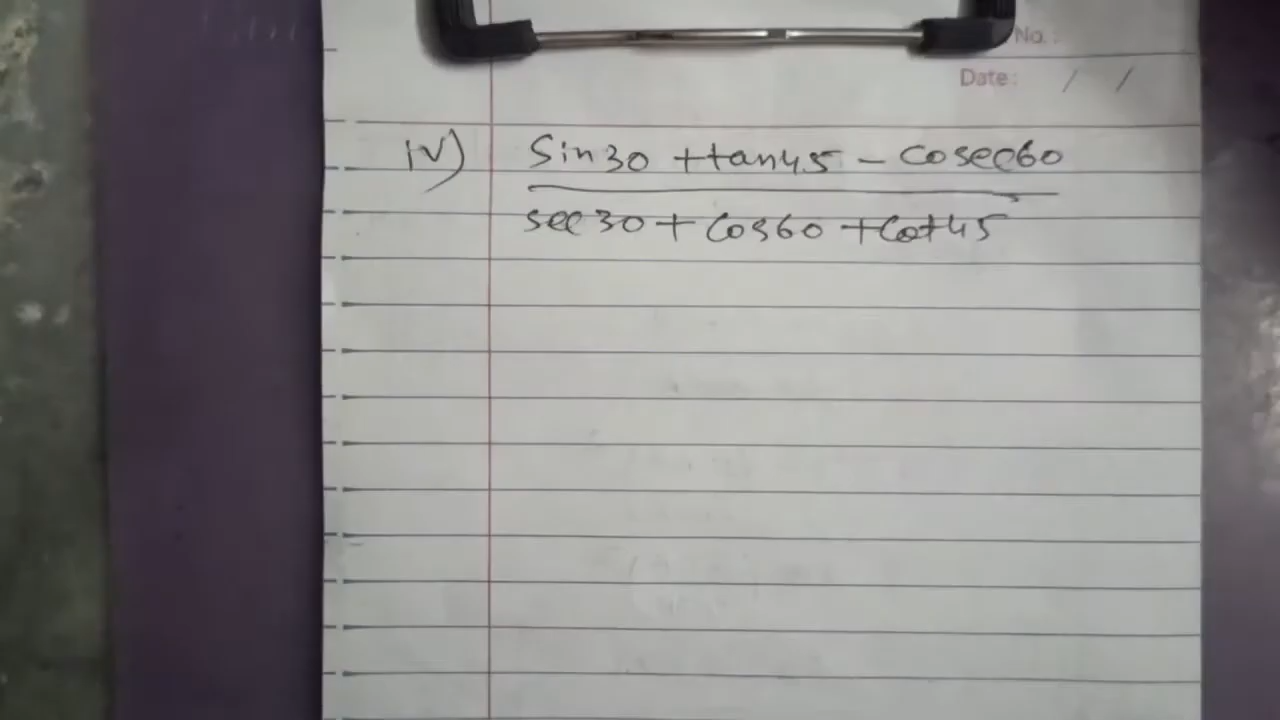 No.:
Date: / /
iv) Sin30 + tan45 - Cosec60
sec30 + Cos60 + Cot45